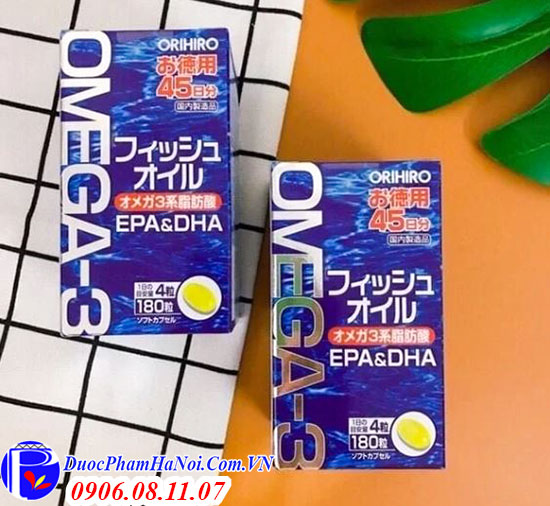 ORIHIRO
お徳用
45日分
国内製造品
OMEGA-3
フィッシュ
オイル
オメガ3系脂肪酸
EPA&DHA
1日の
目安量 4粒
180粒
ソフトカプセル
ORIHIRO
お徳用
45日分
国内製造品
OMEGA-3
フィッシュ
オイル
オメガ3系脂肪酸
EPA&DHA
1日の
目安量 4粒
180粒
ソフトカプセル
DuocPhamHaNoi.Com.VN
0906.08.11.07